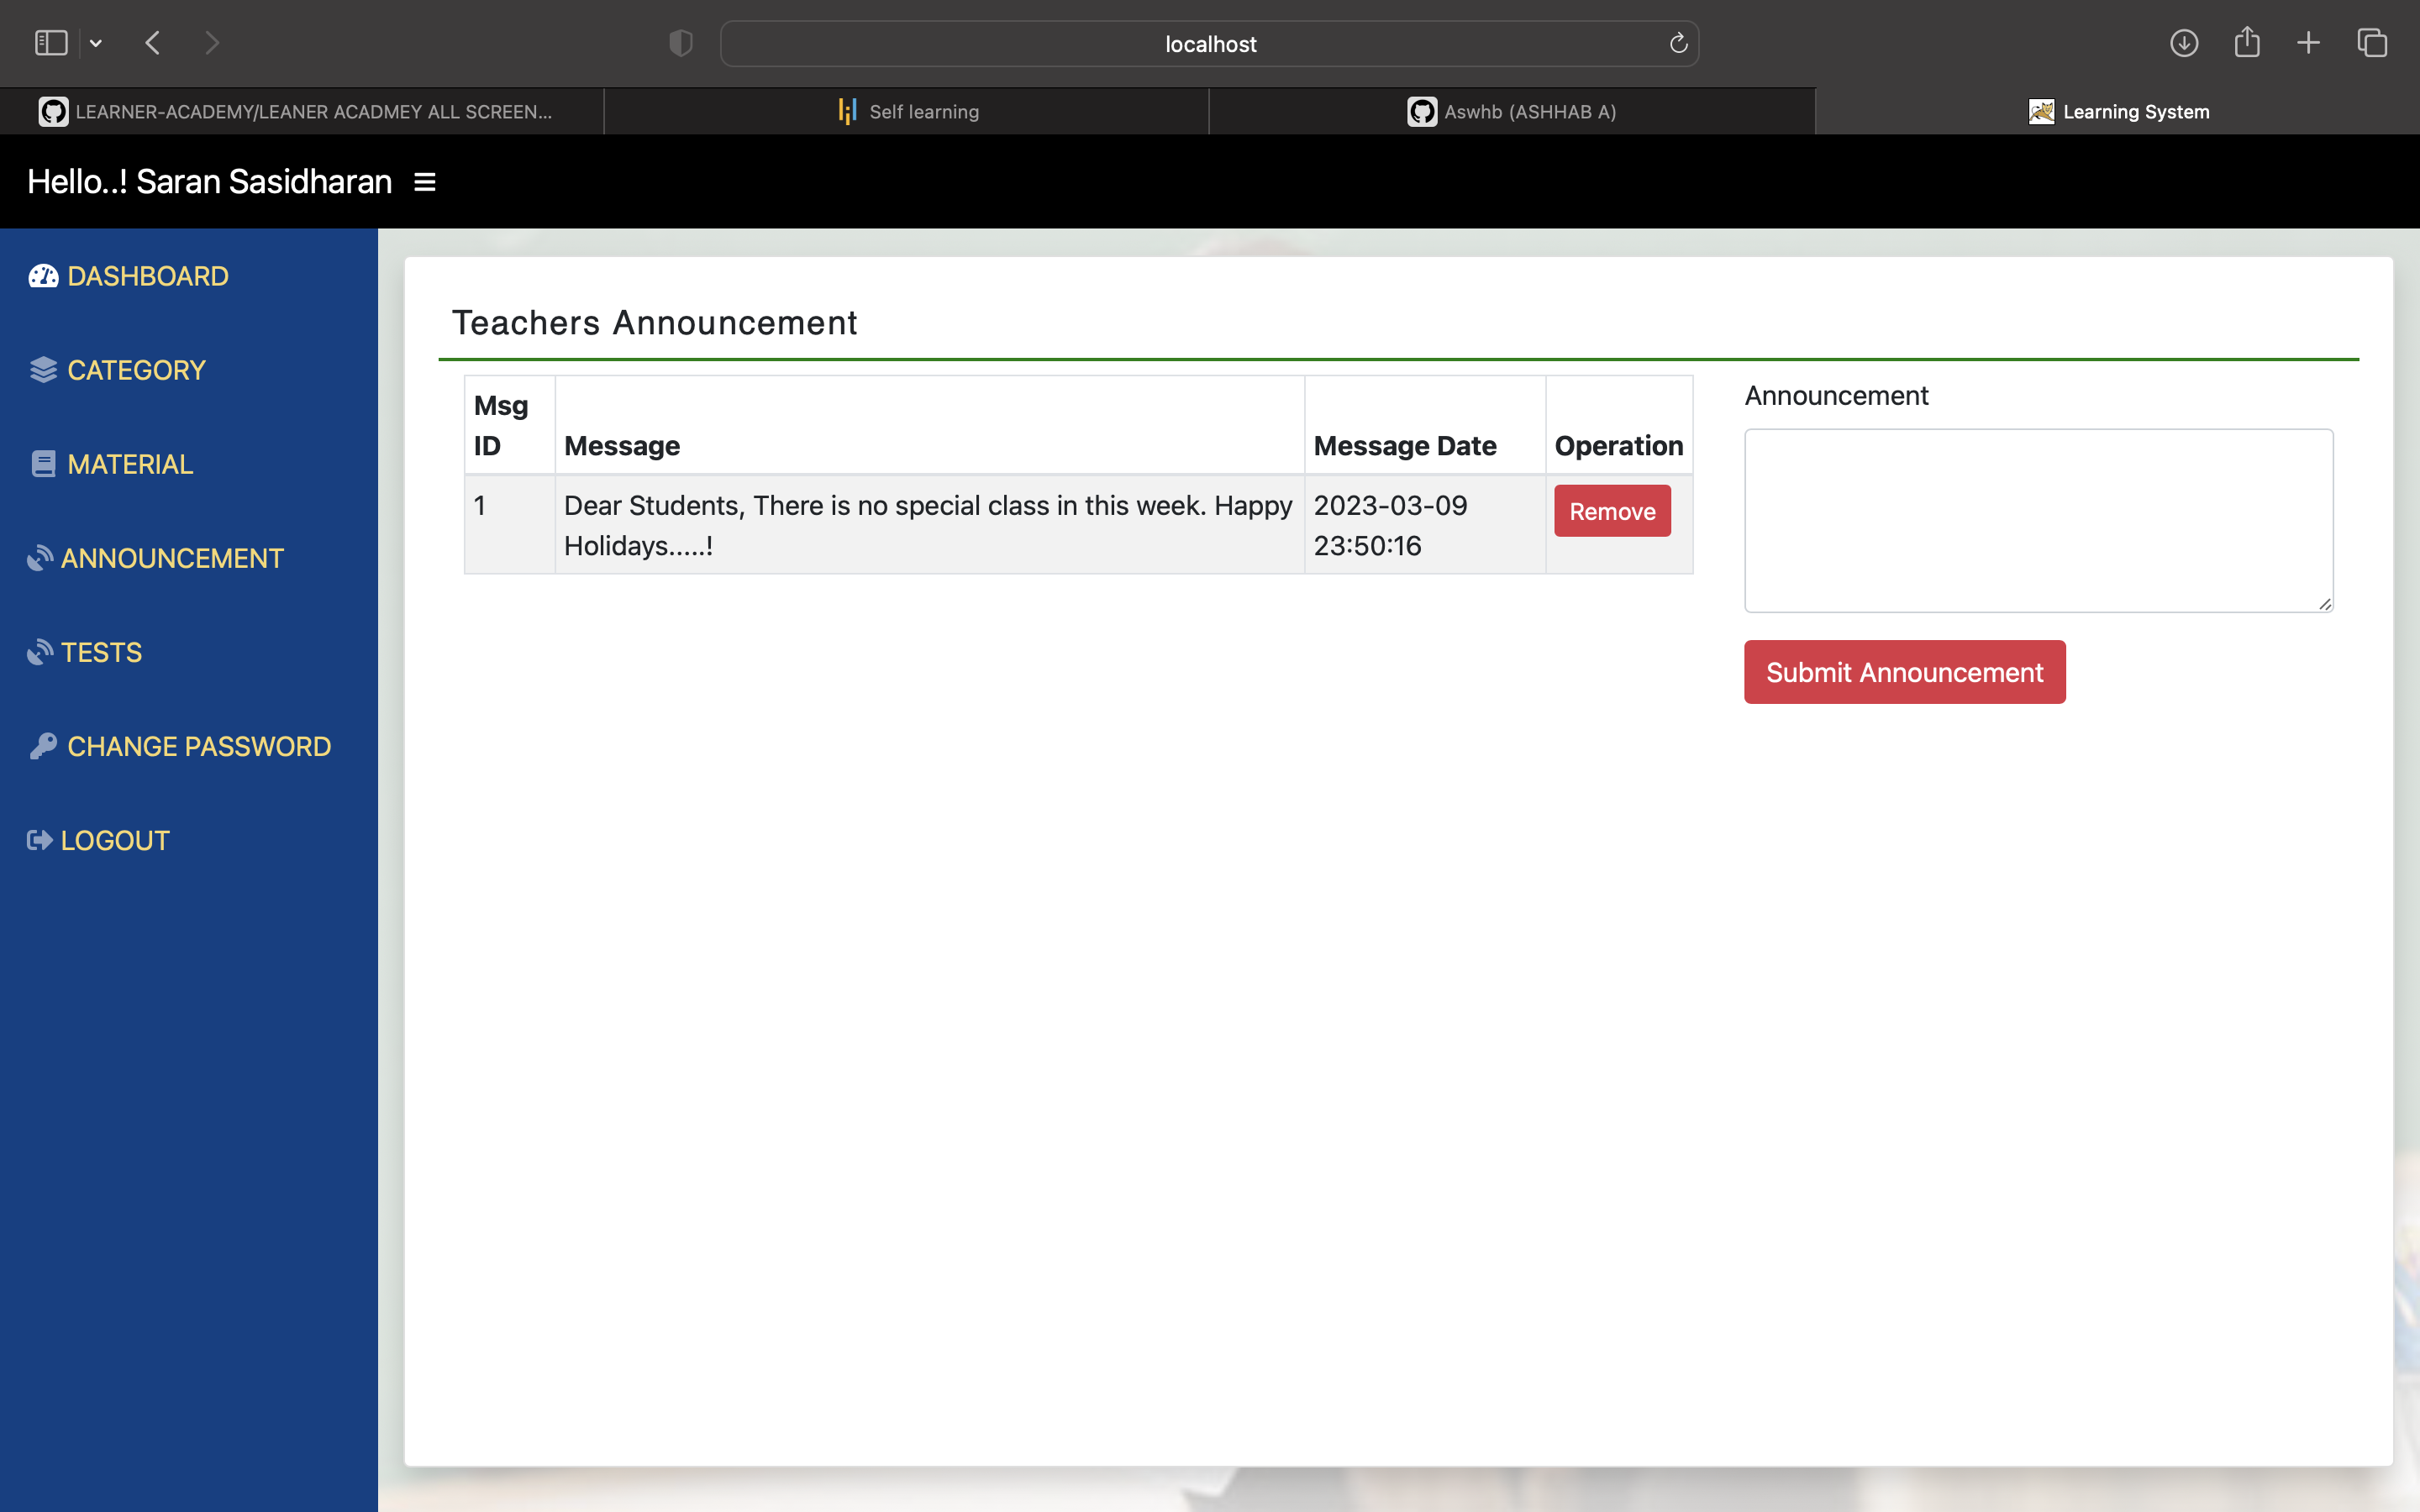 localhost
LEARNER-ACADEMY/LEANER ACADMEY ALL SCREEN...
Self learning
Aswhb (ASHHAB A)
Learning System
Hello..! Saran Sasidharan
DASHBOARD
CATEGORY
MATERIAL
ANNOUNCEMENT
TESTS
CHANGE PASSWORD
LOGOUT
Teachers Announcement
Msg
ID
Message
Message Date
Operation
1
Dear Students, There is no special class in this week. Happy
Holidays.....!
2023-03-09
23:50:16
Remove
Announcement
Submit Announcement